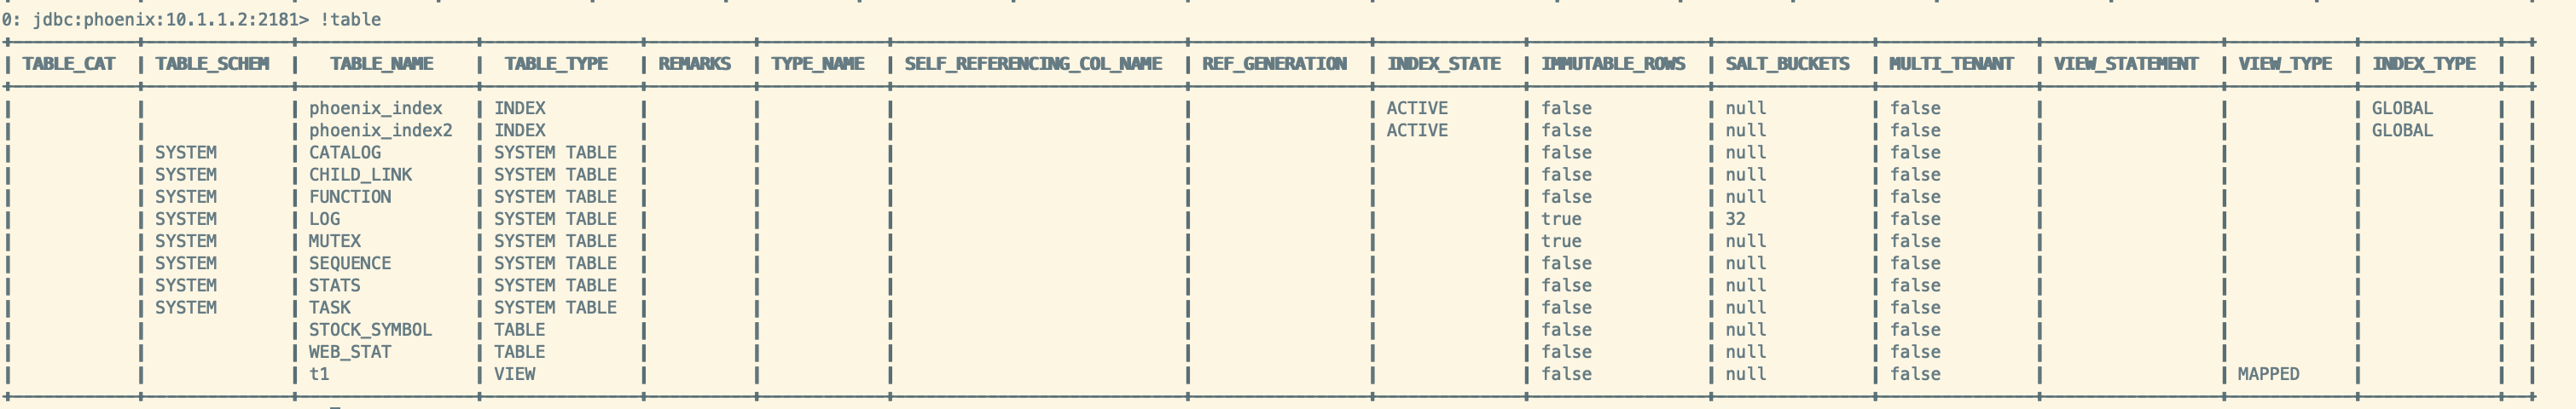 0: jdbc:phoenix:10.1.1.2:2181> !table
| TABLE_CAT | TABLE_SCHEM | TABLE_NAME | TABLE_TYPE | REMARKS | TYPE_NAME | SELF_REFERENCING_COL_NAME | REF_GENERATION | INDEX_STATE | IMMUTABLE_ROWS | SALT_BUCKETS | MULTI_TENANT | VIEW_STATEMENT | VIEW_TYPE | INDEX_TYPE | |
| | | phoenix_index | INDEX | | | | | ACTIVE | false | null | false | | | GLOBAL | |
| | | phoenix_index2 | INDEX | | | | | ACTIVE | false | null | false | | | GLOBAL | |
| | SYSTEM | CATALOG | SYSTEM TABLE | | | | | | false | null | false | | | | |
| | SYSTEM | CHILD_LINK | SYSTEM TABLE | | | | | | false | null | false | | | | |
| | SYSTEM | FUNCTION | SYSTEM TABLE | | | | | | false | null | false | | | | |
| | SYSTEM | LOG | SYSTEM TABLE | | | | | | true | 32 | false | | | | |
| | SYSTEM | MUTEX | SYSTEM TABLE | | | | | | true | null | false | | | | |
| | SYSTEM | SEQUENCE | SYSTEM TABLE | | | | | | false | null | false | | | | |
| | SYSTEM | STATS | SYSTEM TABLE | | | | | | false | null | false | | | | |
| | SYSTEM | TASK | SYSTEM TABLE | | | | | | false | null | false | | | | |
| | | STOCK_SYMBOL | TABLE | | | | | | false | null | false | | | | |
| | | WEB_STAT | TABLE | | | | | | false | null | false | | | | |
| | | t1 | VIEW | | | | | | false | null | false | | MAPPED | | |